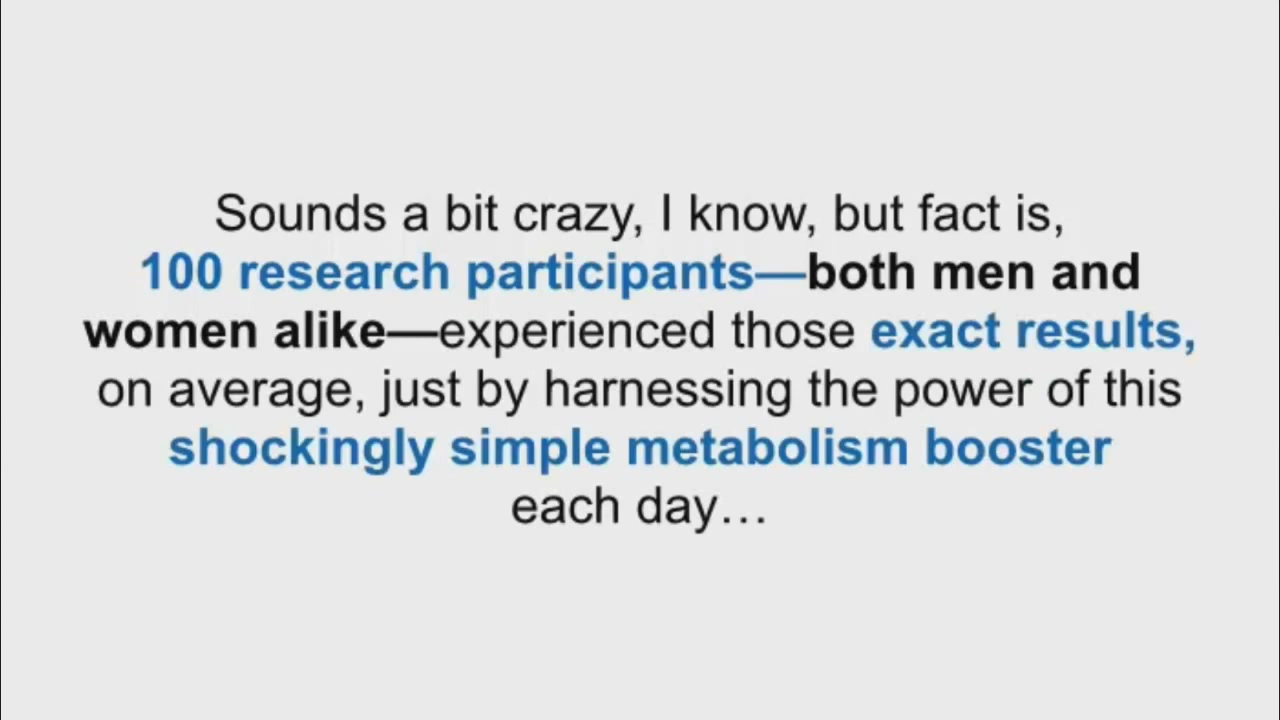 Sounds a bit crazy, I know, but fact is,
100 research participants—both men and
women alike—experienced those exact results,
on average, just by harnessing the power of this
shockingly simple metabolism booster
each day…